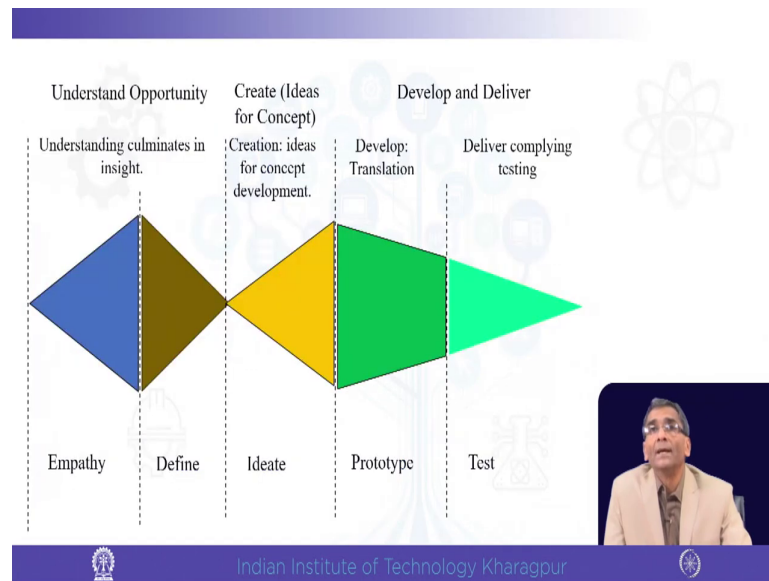 Understand Opportunity
Create (Ideas
for Concept)
Develop and Deliver
Understanding culminates in
insight.
Creation: ideas
for concept
development.
Develop:
Translation
Deliver complying
testing
Empathy
Define
Ideate
Prototype
Test
Indian Institute of Technology Kharagpur